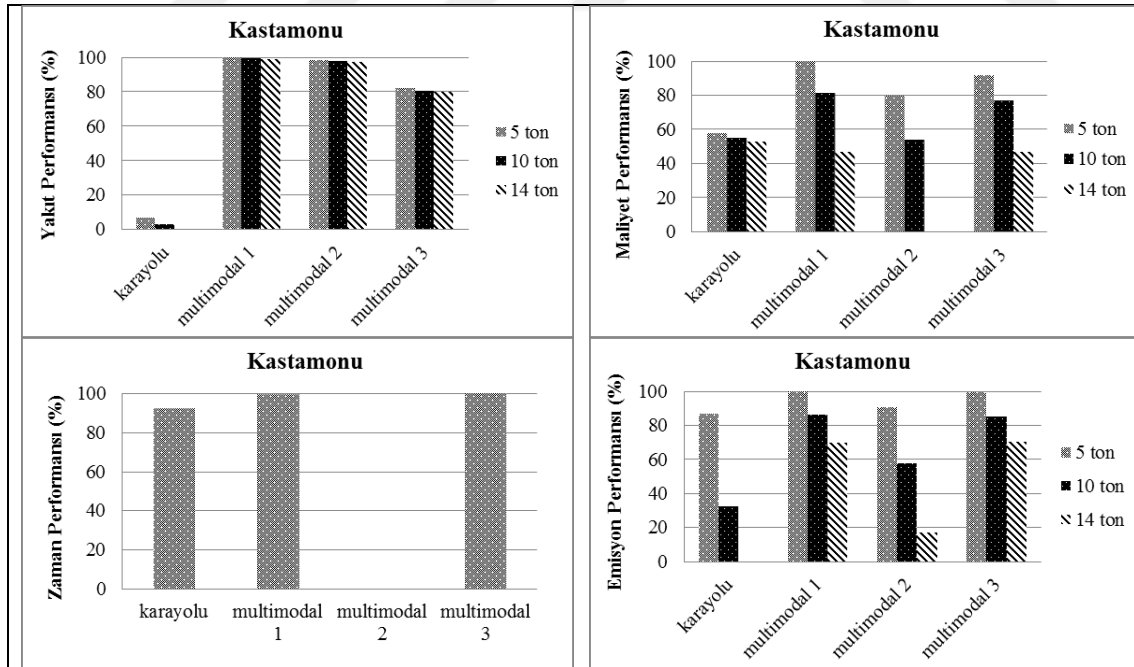 Kastamonu
Yakıt Performansı (%)
100
80
60
40
20
0
karayolu
multimodal 1
multimodal 2
multimodal 3
5 ton
10 ton
14 ton
Kastamonu
Maliyet Performansı (%)
100
80
60
40
20
0
karayolu
multimodal 1
multimodal 2
multimodal 3
5 ton
10 ton
14 ton
Kastamonu
Zaman Performansı (%)
100
80
60
40
20
0
karayolu
multimodal
1
multimodal
2
multimodal
3
Kastamonu
Emisyon Performansı (%)
100
80
60
40
20
0
karayolu
multimodal 1
multimodal 2
multimodal 3
5 ton
10 ton
14 ton